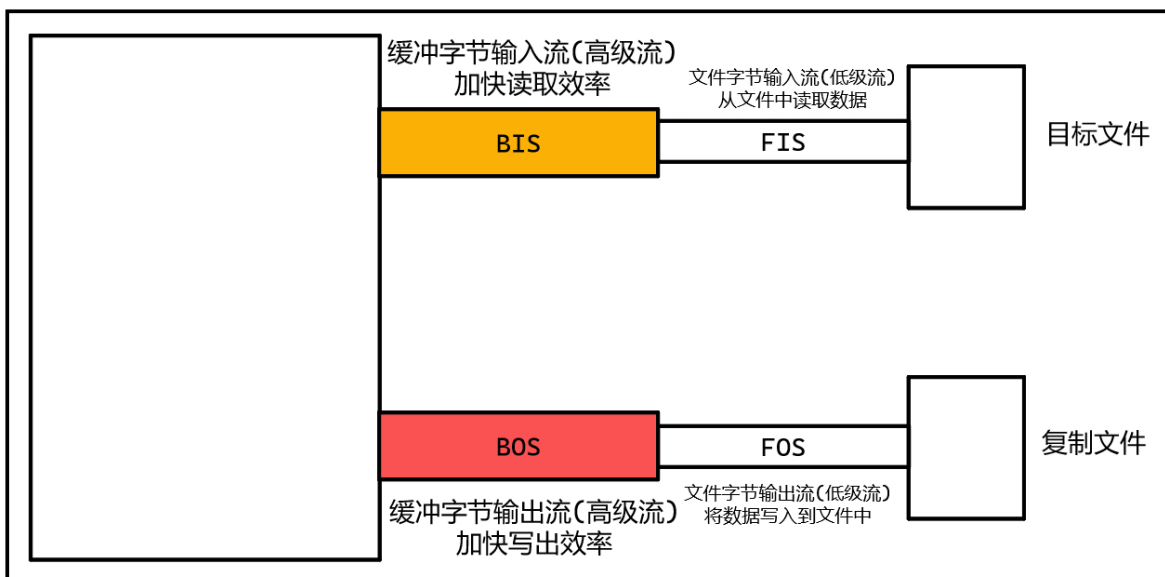 缓冲字节输入流(高级流)
加快读取效率
文件字节输入流(低级流)
从文件中读取数据
BIS
FIS
目标文件
BOS
FOS
复制文件
缓冲字节输出流(高级流)
加快写出效率
文件字节输出流(低级流)
将数据写入到文件中